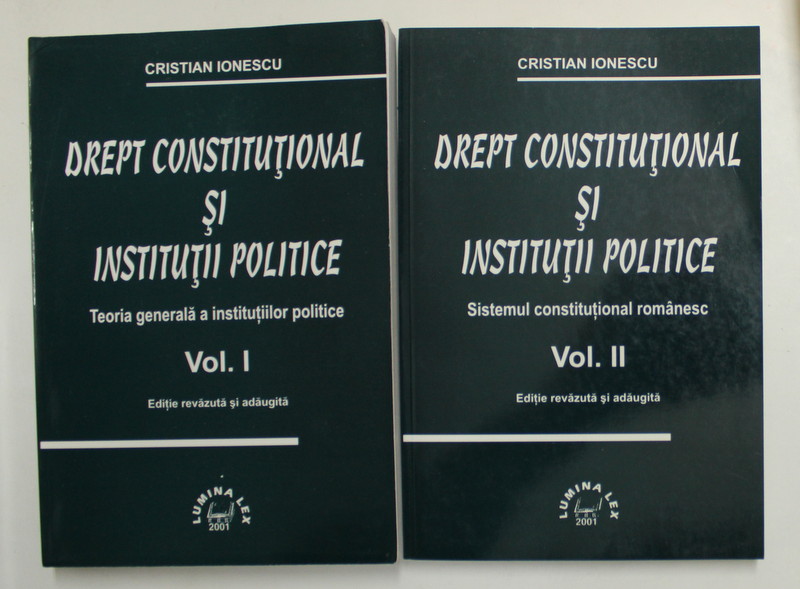 CRISTIAN IONESCU
DREPT CONSTITUŢIONAL
ŞI
INSTITUŢII POLITICE
Teoria generală a instituţiilor politice
Vol. I
Ediţie revăzută şi adăugită
LUMINA LEX
2001
CRISTIAN IONESCU
DREPT CONSTITUŢIONAL
ŞI
INSTITUŢII POLITICE
Sistemul constituţional românesc
Vol. II
Ediţie revăzută şi adăugită
LUMINA LEX
2001